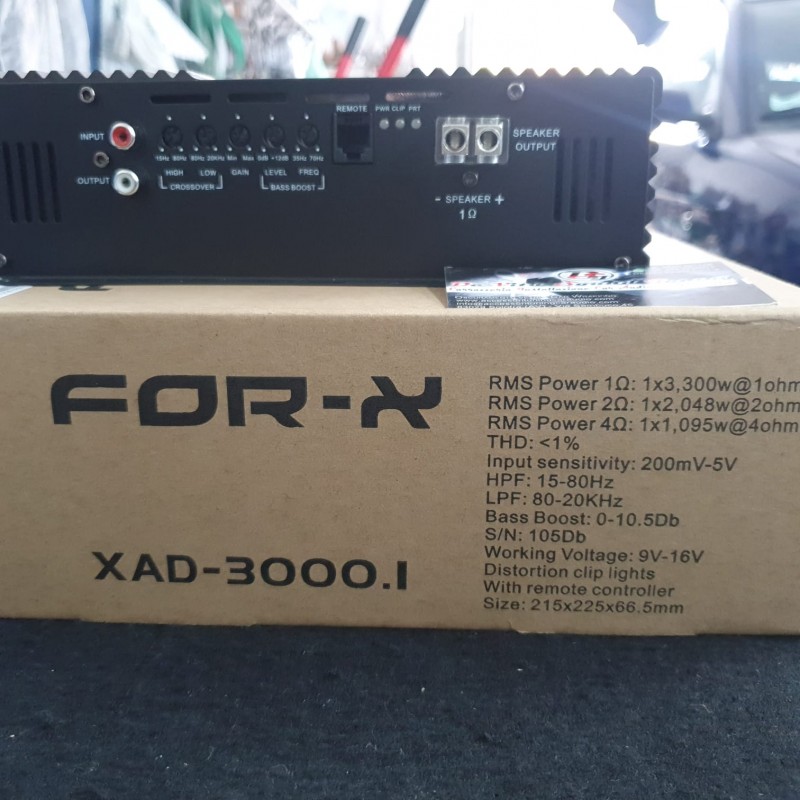 REMOTE
PWR CLIP PRT
INPUT
SPEAKER
OUTPUT
15Hz 80Hz 80Hz 20KHz Min Max 0dB +12dB 35Hz 70Hz
HIGH LOW GAIN LEVEL FREQ
OUTPUT
CROSSOVER BASS BOOST
- SPEAKER +
1Ω
FOR-X
XAD-3000.1
RMS Power 1Ω: 1x3,300w@1ohm
RMS Power 2Ω: 1x2,048w@2ohm
RMS Power 4Ω: 1x1,095w@4ohm
THD: <1%
Input sensitivity: 200mV-5V
HPF: 15-80Hz
LPF: 80-20KHz
Bass Boost: 0-10.5Db
S/N: 105Db
Working Voltage: 9V-16V
Distortion clip lights
With remote controller
Size: 215x225x66.5mm